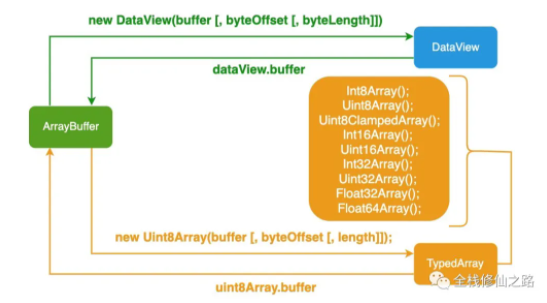 new DataView(buffer [, byteOffset [, byteLength]])
DataView
dataView.buffer
ArrayBuffer
Int8Array();
Uint8Array();
Uint8ClampedArray();
Int16Array();
Uint16Array();
Int32Array();
Uint32Array();
Float32Array();
Float64Array();
new Uint8Array(buffer [, byteOffset [, length]]);
TypedArray
uint8Array.buffer
全栈修仙之路